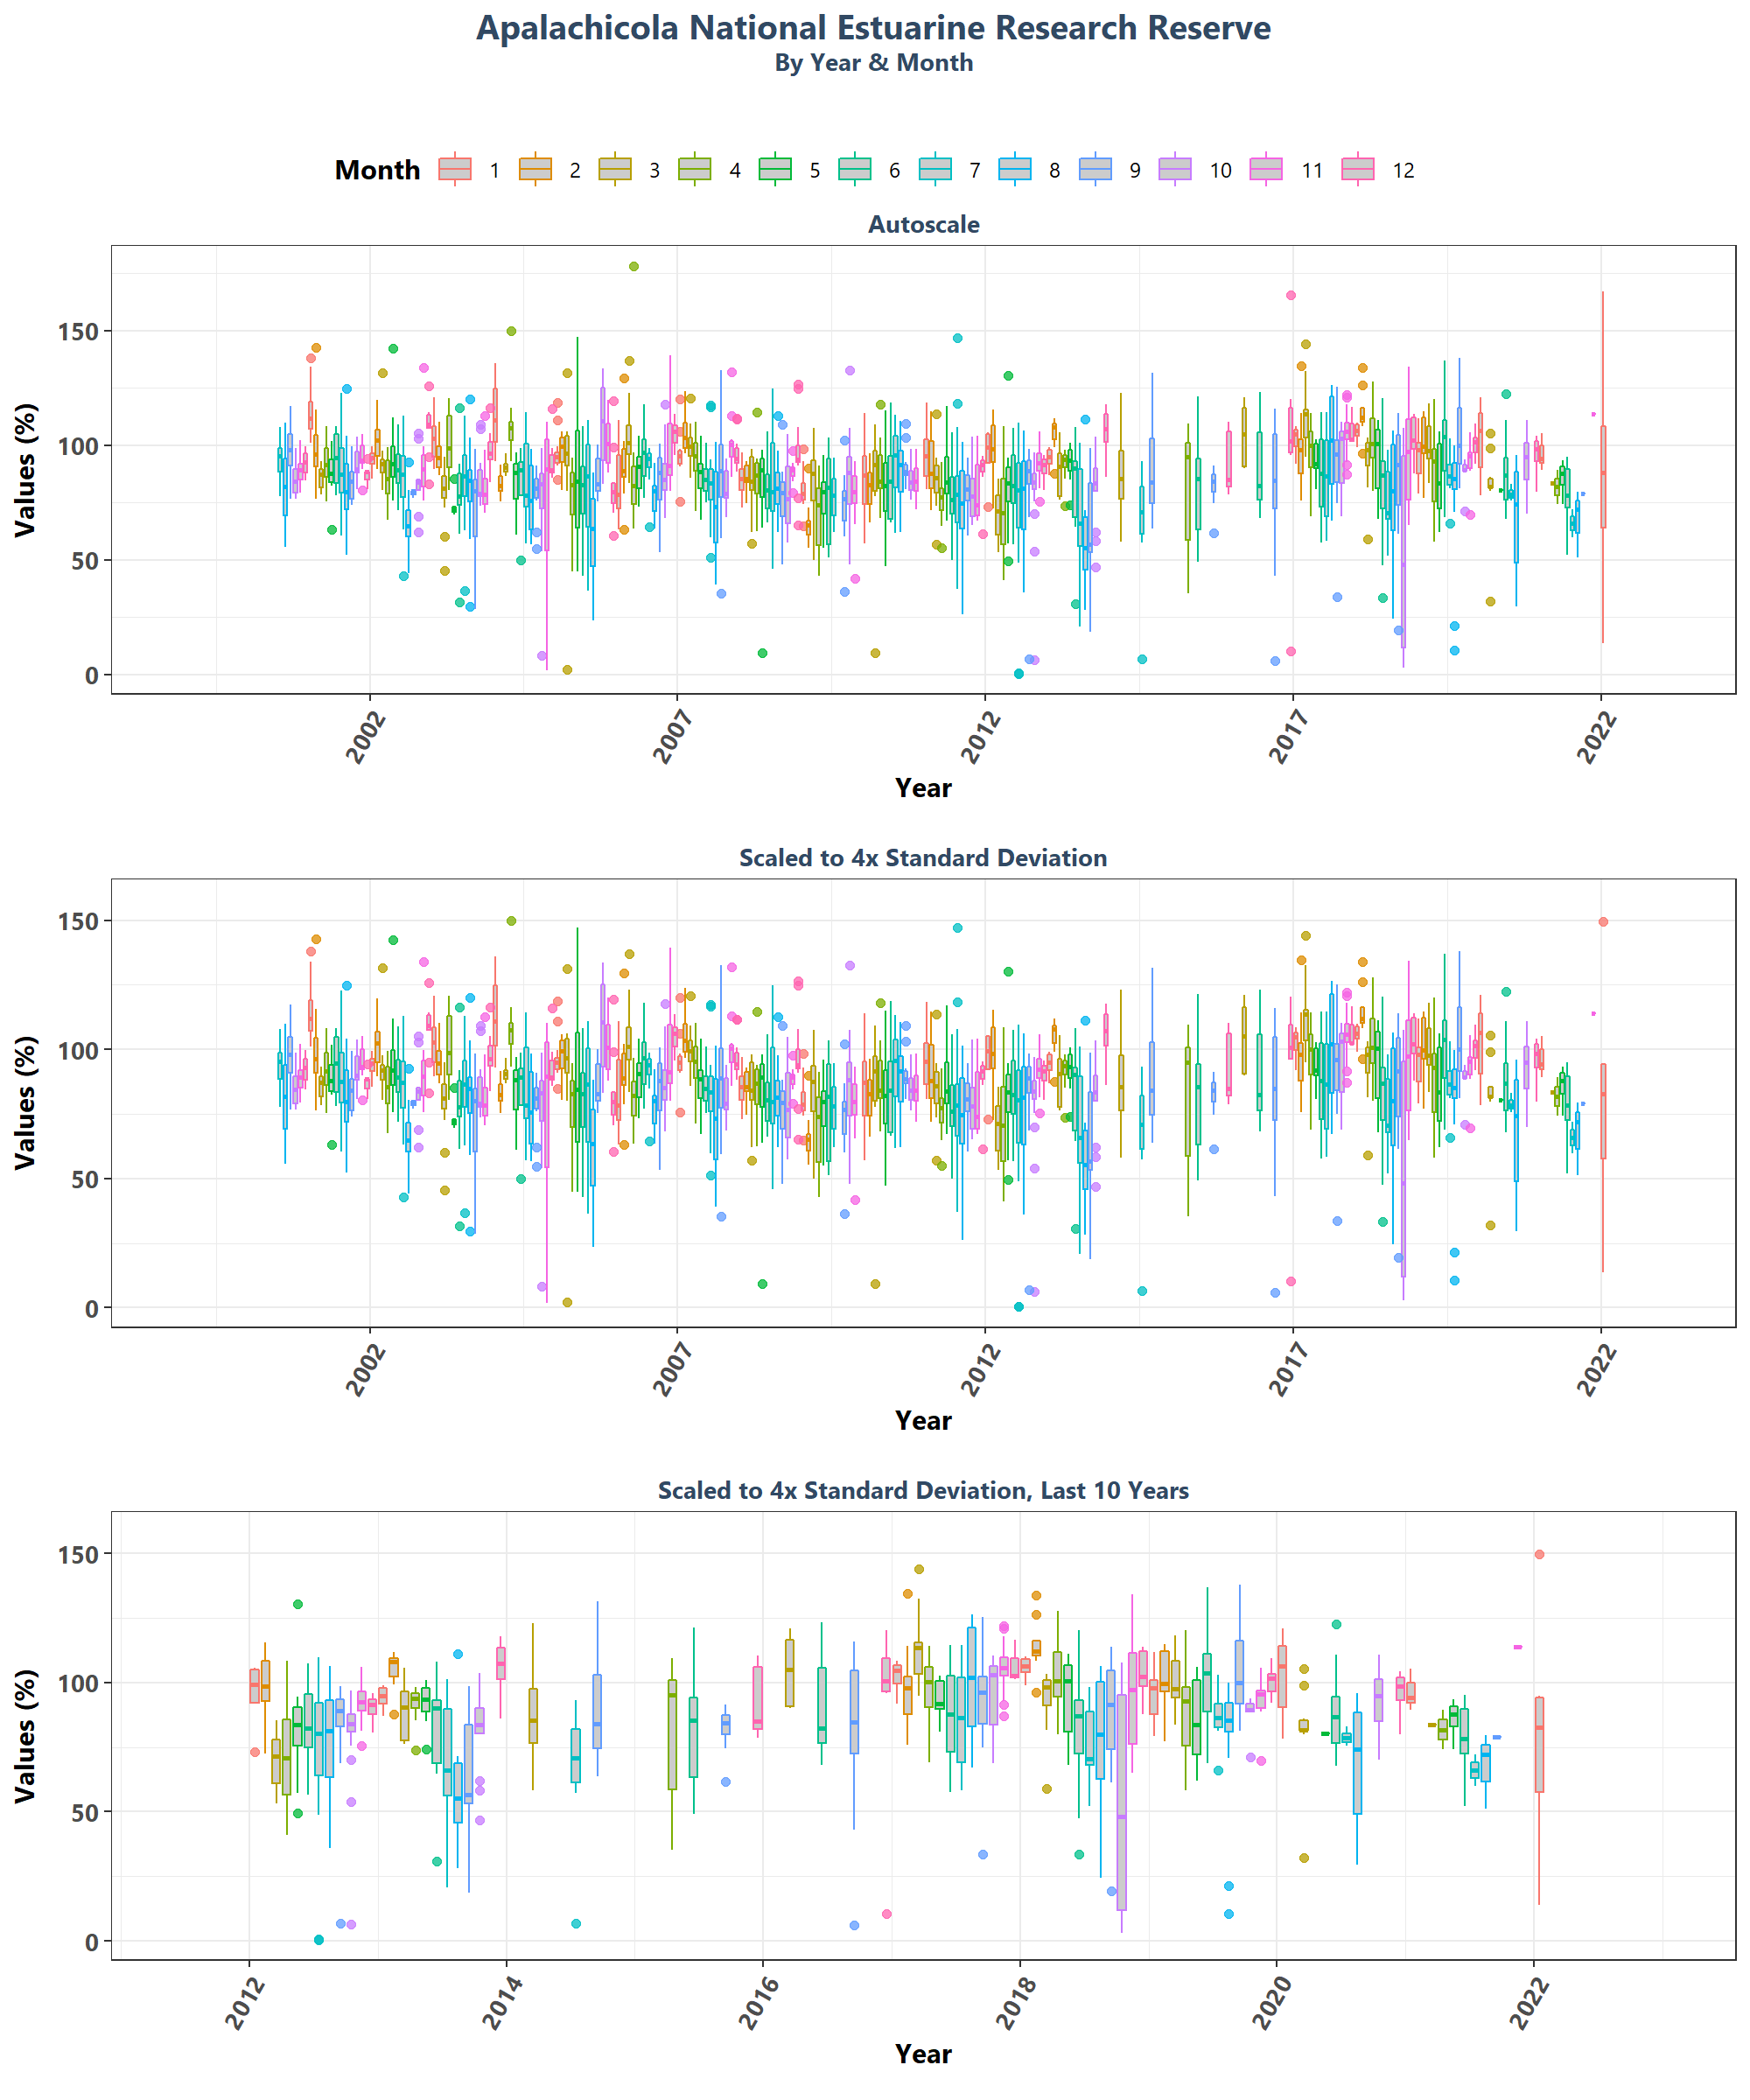 Apalachicola National Estuarine Research Reserve
By Year & Month
Month 1 2 3 4 5 6 7 8 9 10 11 12
Autoscale
Values (%)
150
100
50
0
2002 2007 2012 2017 2022
Year
Scaled to 4x Standard Deviation
Values (%)
150
100
50
0
2002 2007 2012 2017 2022
Year
Scaled to 4x Standard Deviation, Last 10 Years
Values (%)
150
100
50
0
2012 2014 2016 2018 2020 2022
Year